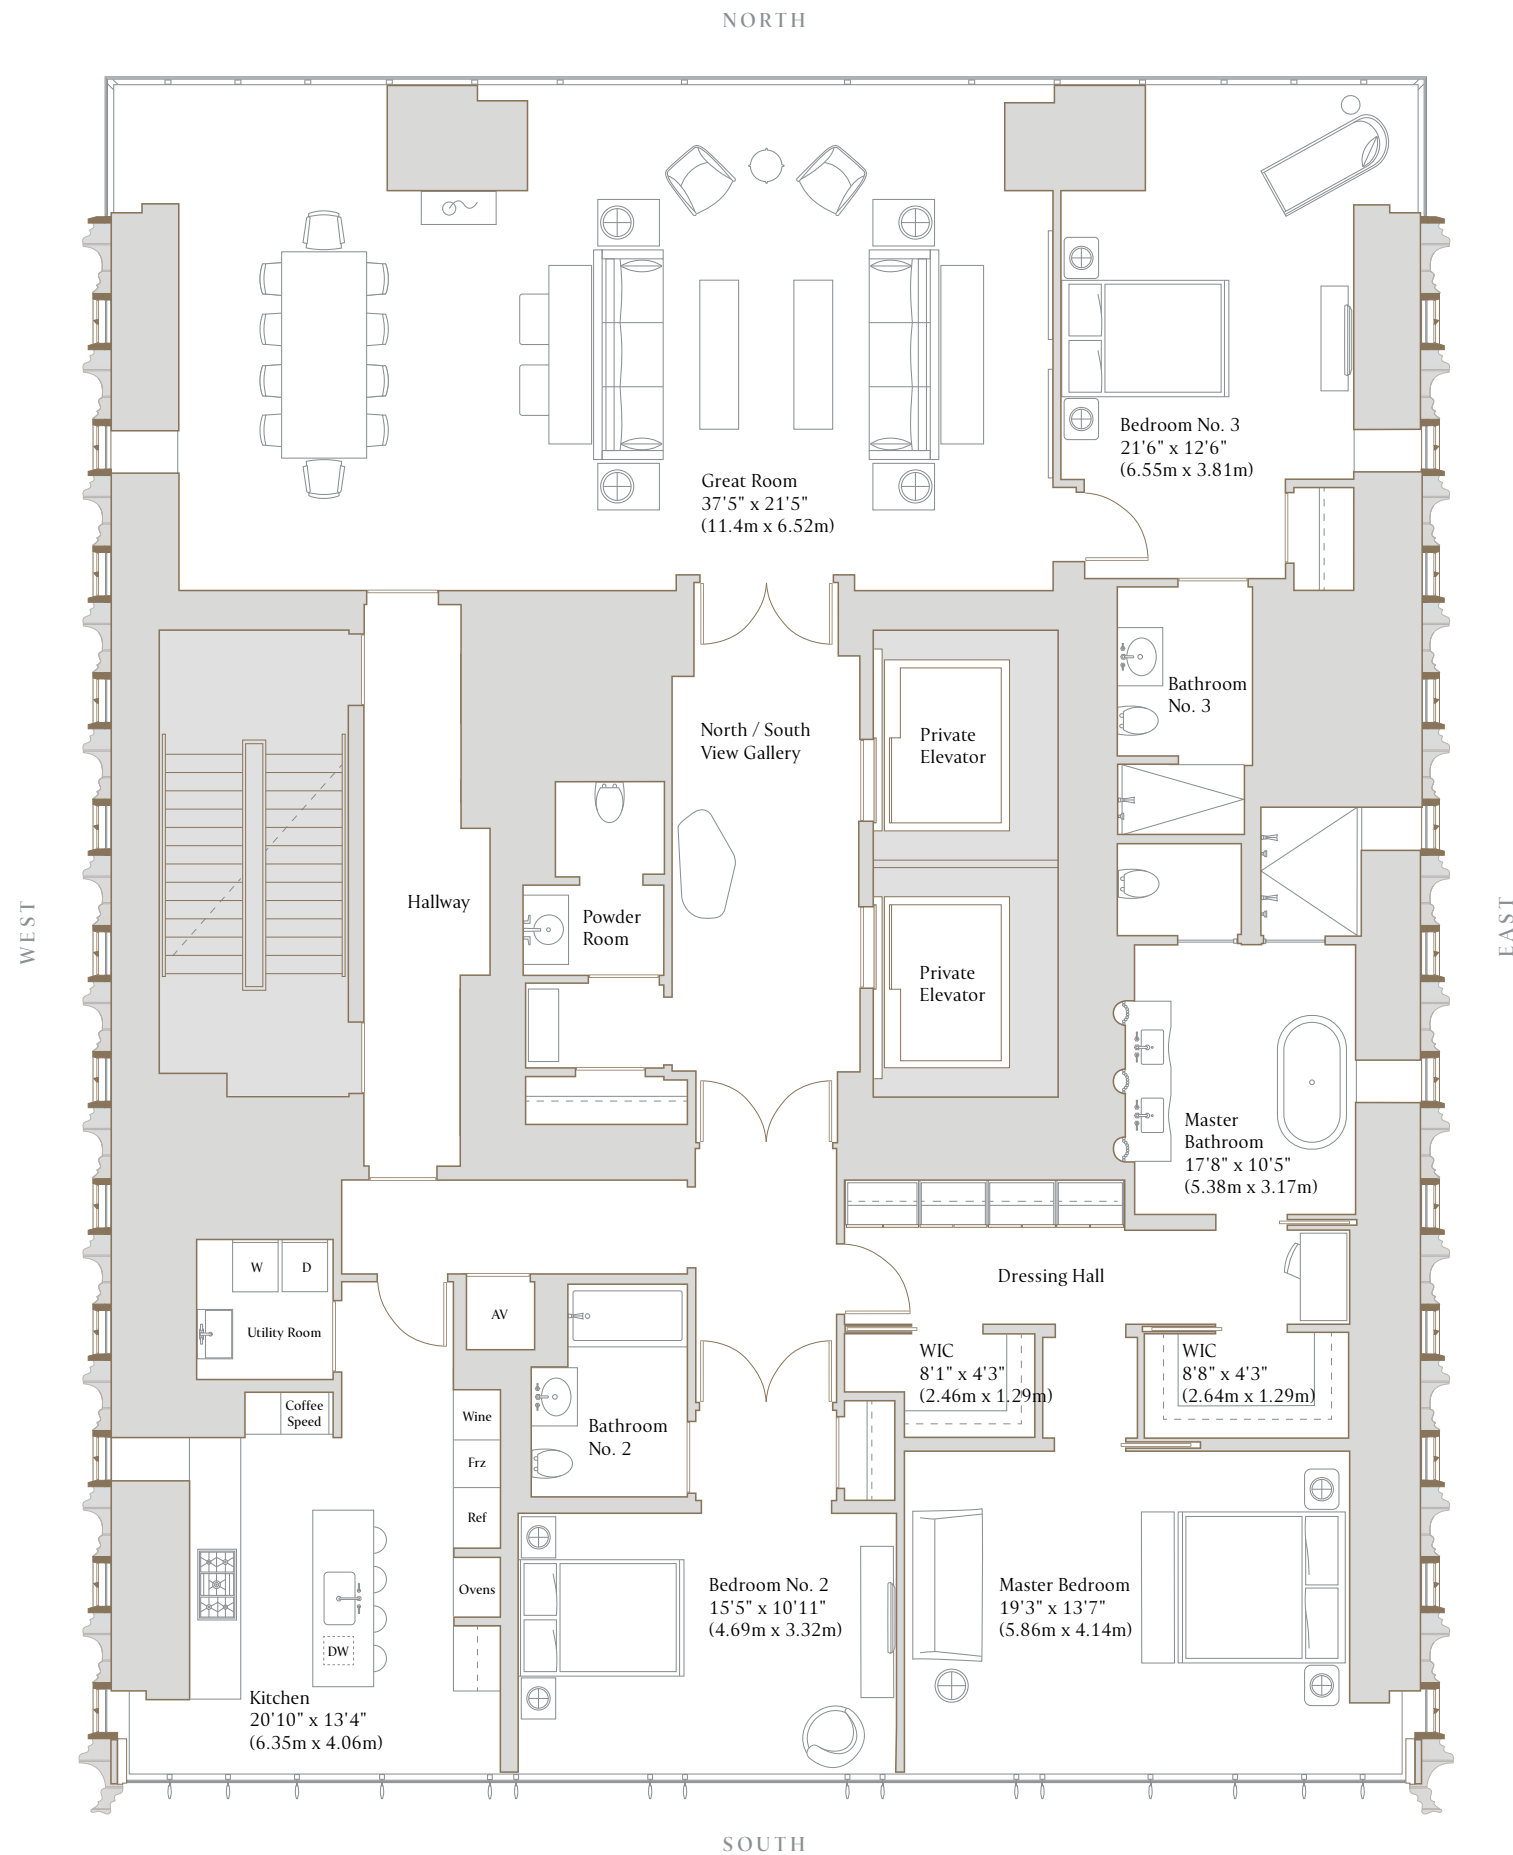 NORTH
Bedroom No. 3
21'6" x 12'6"
(6.55m x 3.81m)
Great Room
37'5" x 21'5"
(11.4m x 6.52m)
Bathroom
No. 3
North / South
View Gallery
Private
Elevator
Hallway
Powder
Room
WEST
EAST
Private
Elevator
Master
Bathroom
17'8" x 10'5"
(5.38m x 3.17m)
W
D
Dressing Hall
AV
Utility Room
WIC
8'1" x 4'3"
(2.46m x 1.29m)
WIC
8'8" x 4'3"
(2.64m x 1.29m)
Coffee
Speed
Wine
Bathroom
No. 2
Frz
Ref
Ovens
Bedroom No. 2
15'5" x 10'11"
(4.69m x 3.32m)
Master Bedroom
19'3" x 13'7"
(5.86m x 4.14m)
DW
Kitchen
20'10" x 13'4"
(6.35m x 4.06m)
SOUTH